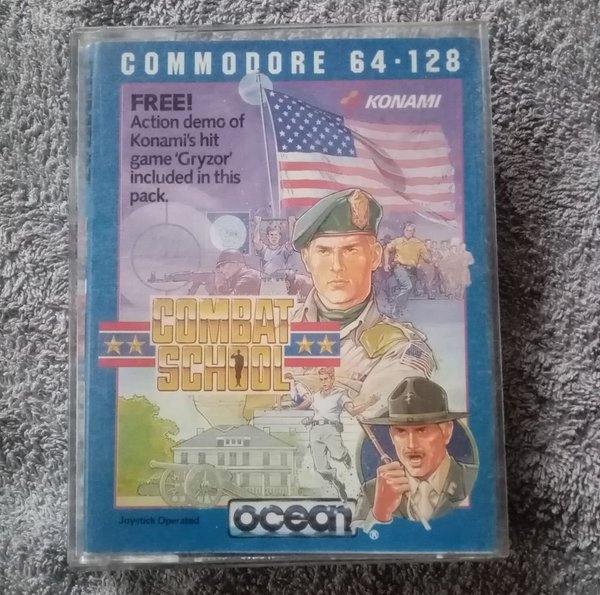 COMMODORE 64·128
FREE!
Action demo of
Konami's hit
game 'Gryzor'
included in this
pack.
KONAMI
COMBAT
SCHOOL
Joystick Operated
ocean ®